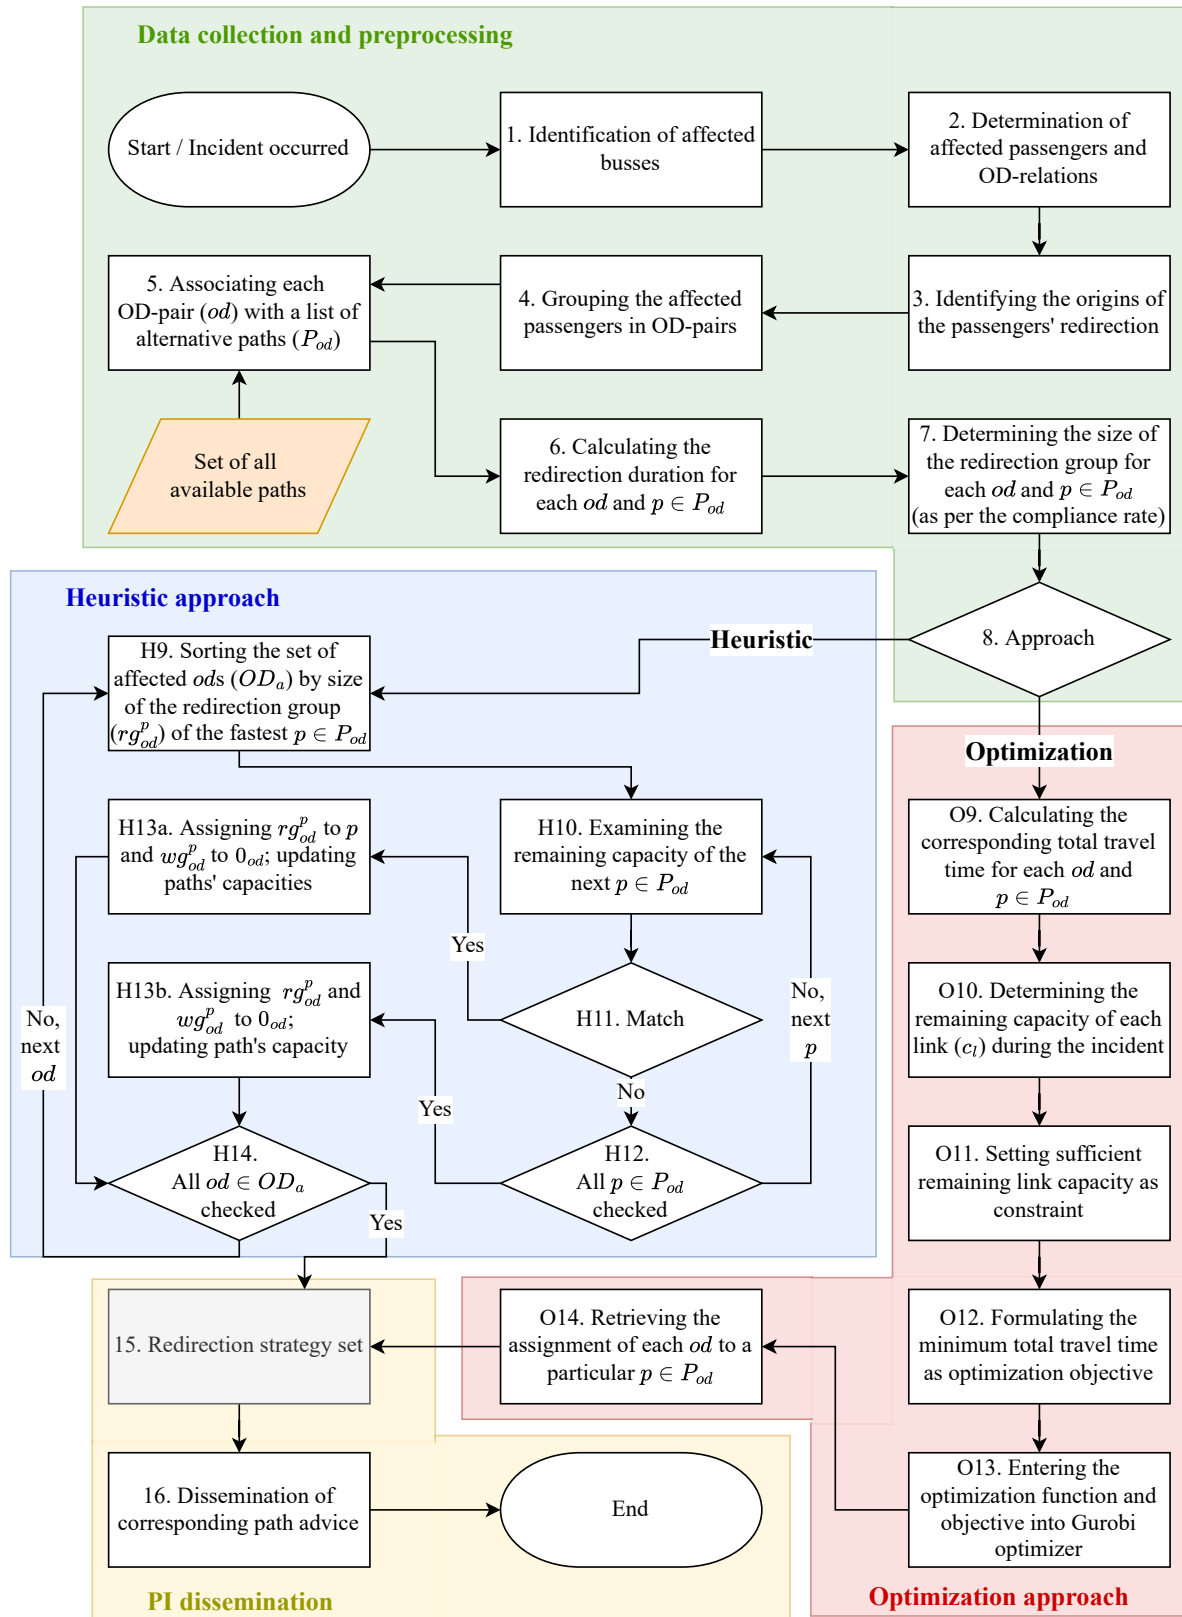 Data collection and preprocessing
Start / Incident occurred
1. Identification of affected
busses
2. Determination of
affected passengers and
OD-relations
3. Identifying the origins of
the passengers' redirection
4. Grouping the affected
passengers in OD-pairs
5. Associating each
OD-pair (od) with a list of
alternative paths (P_od)
Set of all
available paths
6. Calculating the
redirection duration for
each od and p ∈ P_od
7. Determining the size of
the redirection group for
each od and p ∈ P_od
(as per the compliance rate)
8. Approach
Heuristic
Optimization
Heuristic approach
H9. Sorting the set of
affected ods (OD_a) by size
of the redirection group
(rg_od^p) of the fastest p ∈ P_od
H10. Examining the
remaining capacity of the
next p ∈ P_od
H11. Match
Yes
No
H12.
All p ∈ P_od
checked
No,
next
p
Yes
H13a. Assigning rg_od^p to p
and wg_od^p to 0_od; updating
paths' capacities
H13b. Assigning rg_od^p and
wg_od^p to 0_od;
updating path's capacity
H14.
All od ∈ OD_a
checked
No,
next
od
Yes
O9. Calculating the
corresponding total travel
time for each od and
p ∈ P_od
O10. Determining the
remaining capacity of each
link (c_l) during the incident
O11. Setting sufficient
remaining link capacity as
constraint
O12. Formulating the
minimum total travel time
as optimization objective
O13. Entering the
optimization function and
objective into Gurobi
optimizer
O14. Retrieving the
assignment of each od to a
particular p ∈ P_od
Optimization approach
15. Redirection strategy set
16. Dissemination of
corresponding path advice
End
PI dissemination